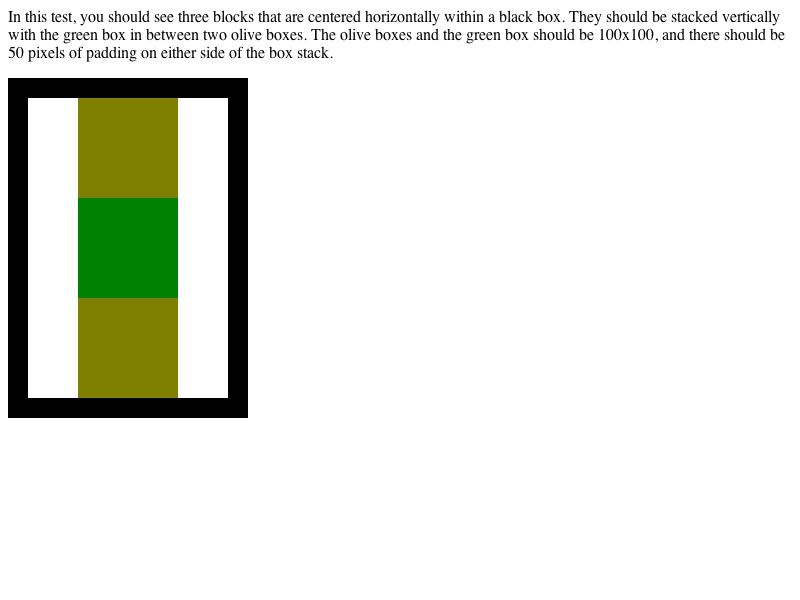 In this test, you should see three blocks that are centered horizontally within a black box. They should be stacked vertically
with the green box in between two olive boxes. The olive boxes and the green box should be 100x100, and there should be
50 pixels of padding on either side of the box stack.